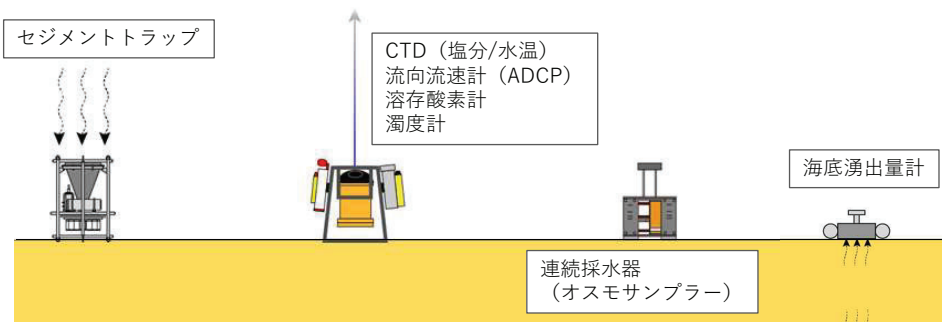 セジメントトラップ
CTD（塩分/水温）
流向流速計（ADCP）
溶存酸素計
濁度計
海底湧出量計
連続採水器
（オスモサンプラー）